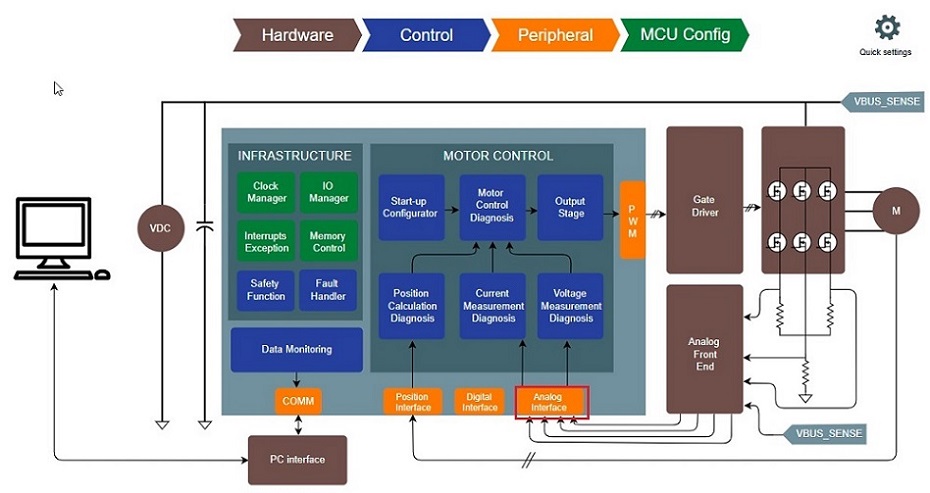 Hardware
Control
Peripheral
MCU Config
Quick settings
VBUS_SENSE
INFRASTRUCTURE
MOTOR CONTROL
Clock
Manager
IO
Manager
Start-up
Configurator
Motor
Control
Diagnosis
Output
Stage
P
W
M
Gate
Driver
M
VDC
Interrupts
Exception
Memory
Control
Safety
Function
Fault
Handler
Position
Calculation
Diagnosis
Current
Measurement
Diagnosis
Voltage
Measurement
Diagnosis
Analog
Front
End
Data Monitoring
COMM
Position
Interface
Digital
Interface
Analog
Interface
VBUS_SENSE
PC interface